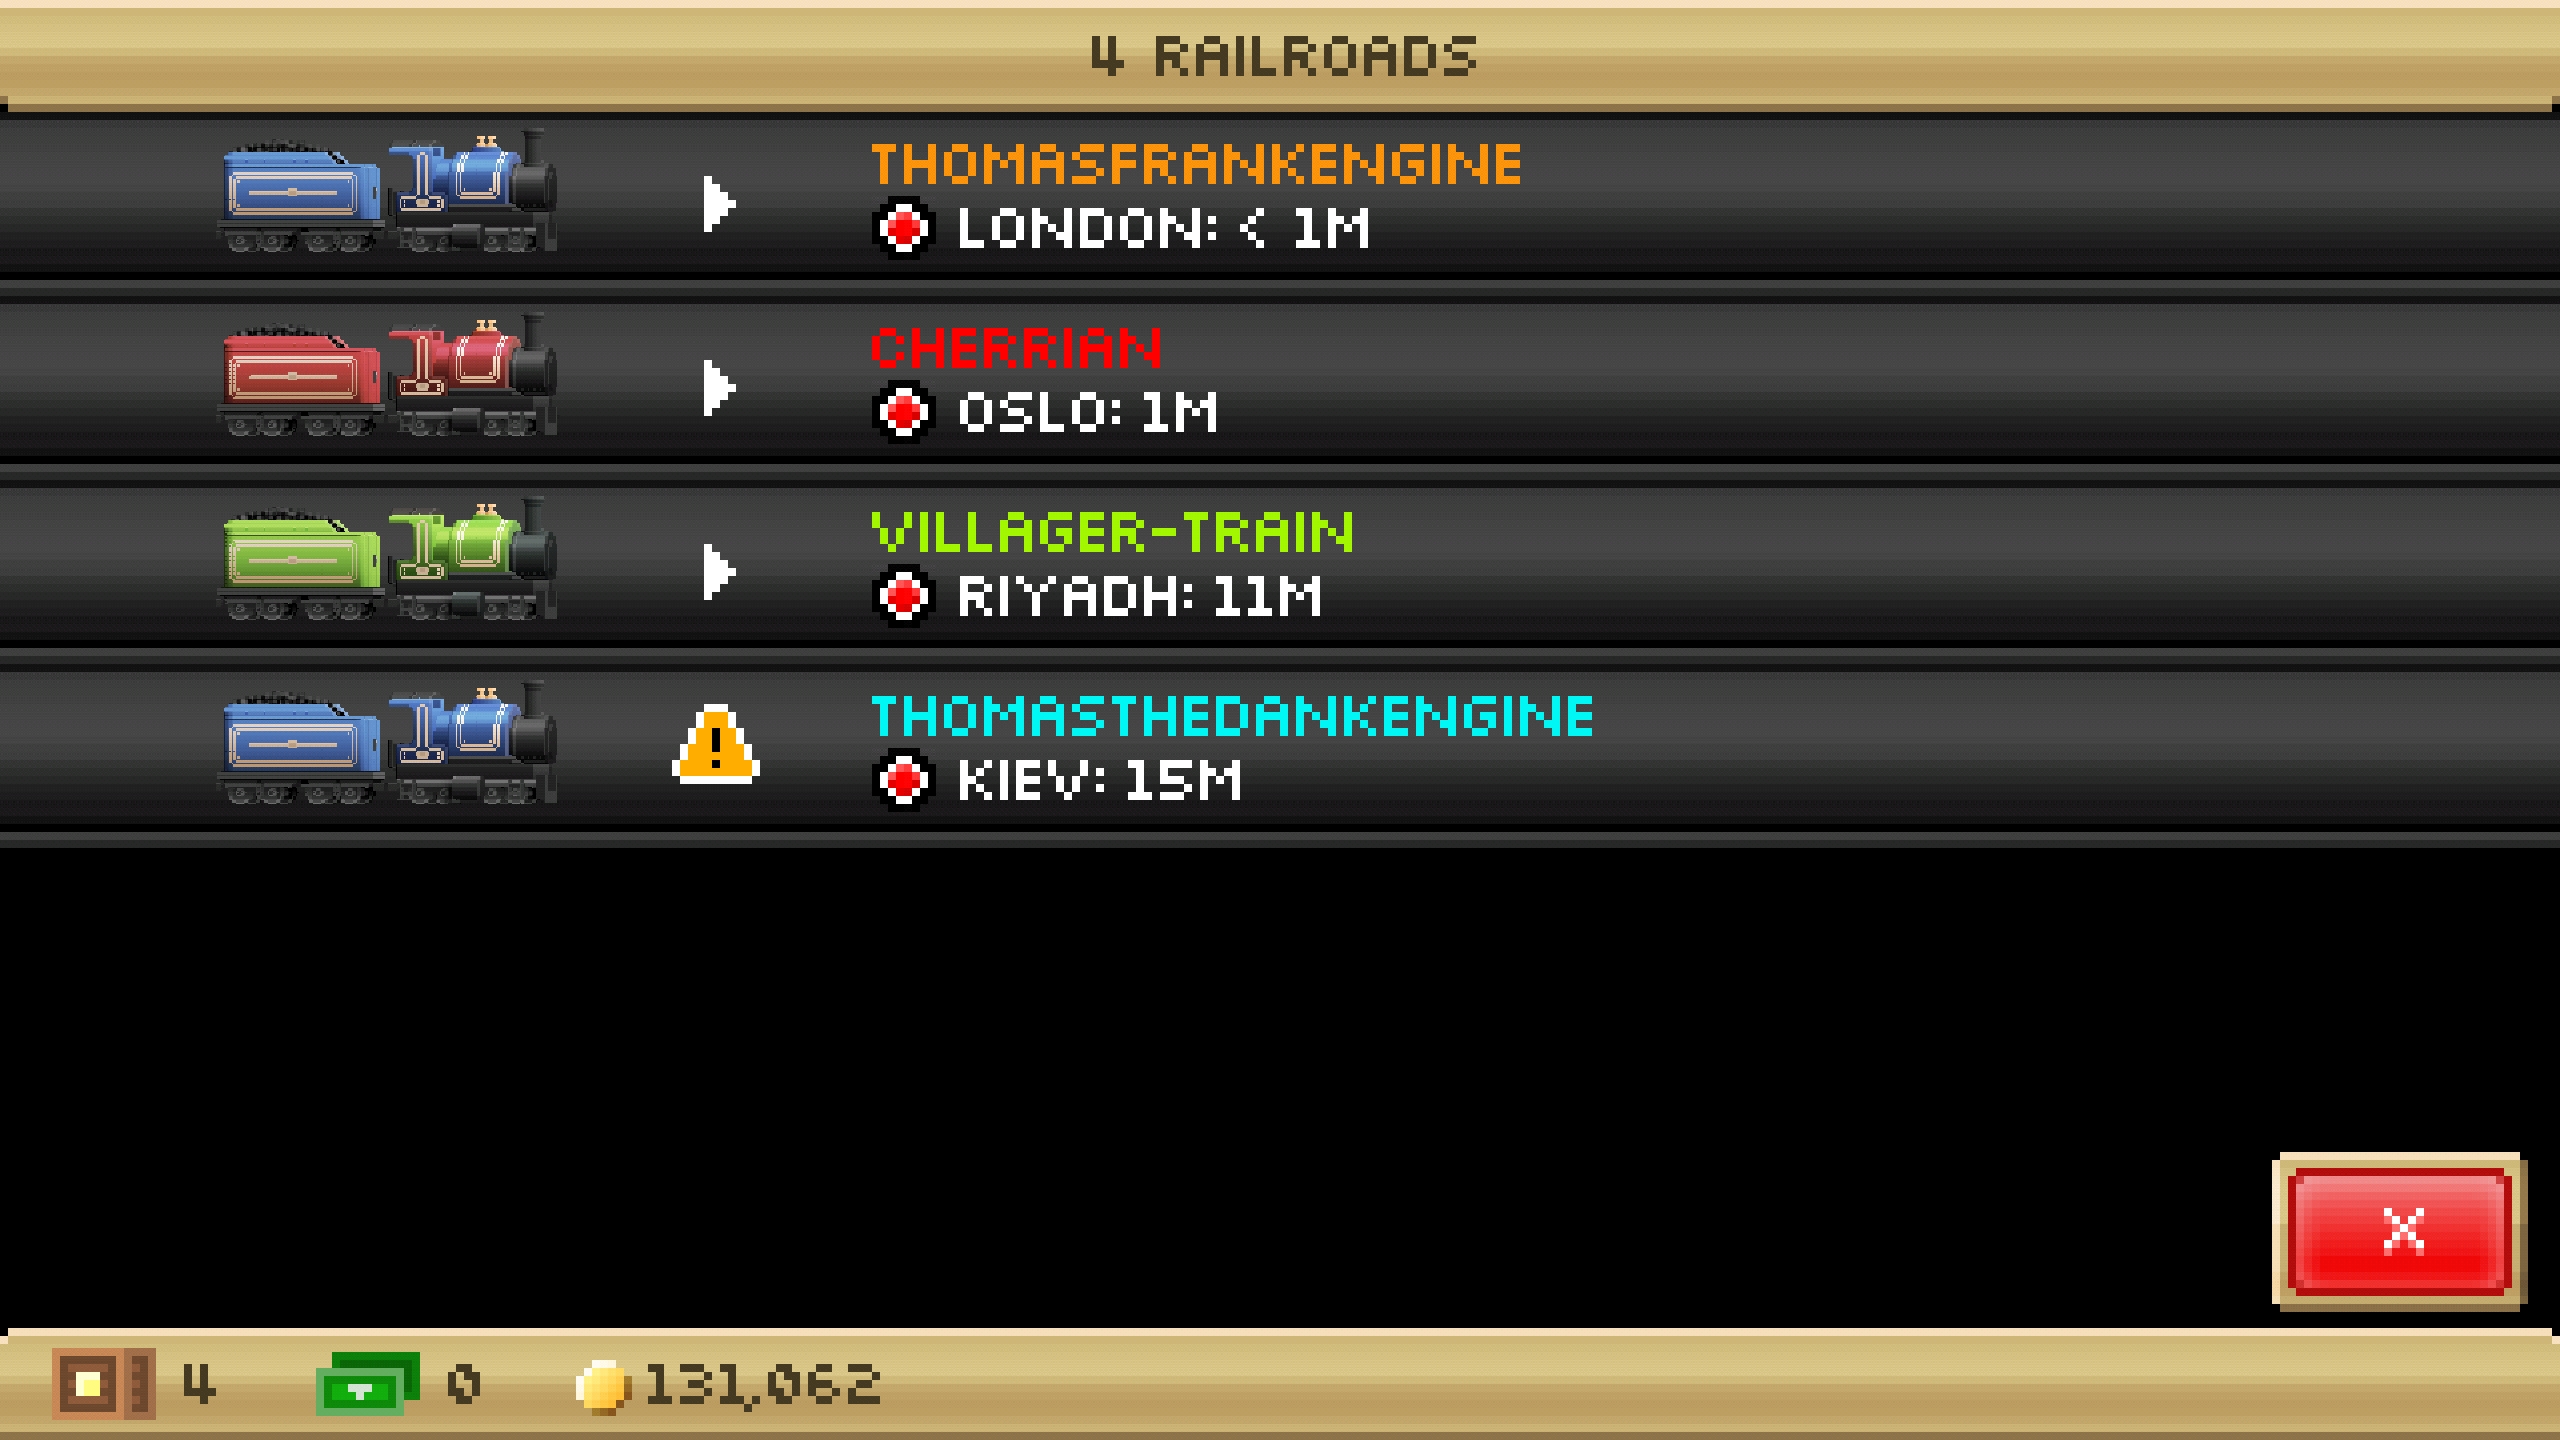 4 RAILROADS
THOMASFRANKENGINE
LONDON: < 1M
CHERRIAN
OSLO: 1M
VILLAGER-TRAIN
RIYADH: 11M
THOMASTHEDANKENGINE
KIEV: 15M
X
4 0 131,062